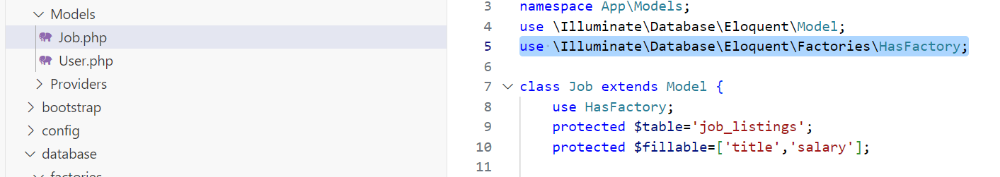 Models
Job.php
User.php
Providers
bootstrap
config
database
factories
3 namespace App\Models;
4 use \Illuminate\Database\Eloquent\Model;
5 use \Illuminate\Database\Eloquent\Factories\HasFactory;
6
7 class Job extends Model {
8 use HasFactory;
9 protected $table='job_listings';
10 protected $fillable=['title','salary'];
11